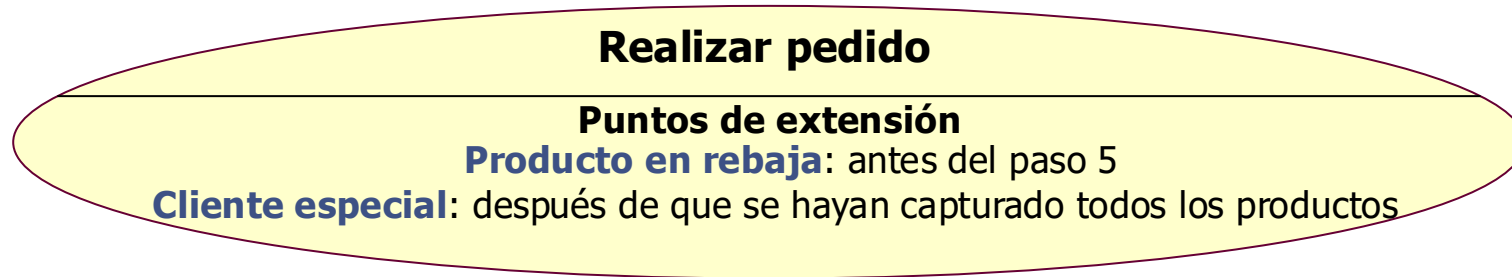 Realizar pedido
Puntos de extensión
Producto en rebaja: antes del paso 5
Cliente especial: después de que se hayan capturado todos los productos